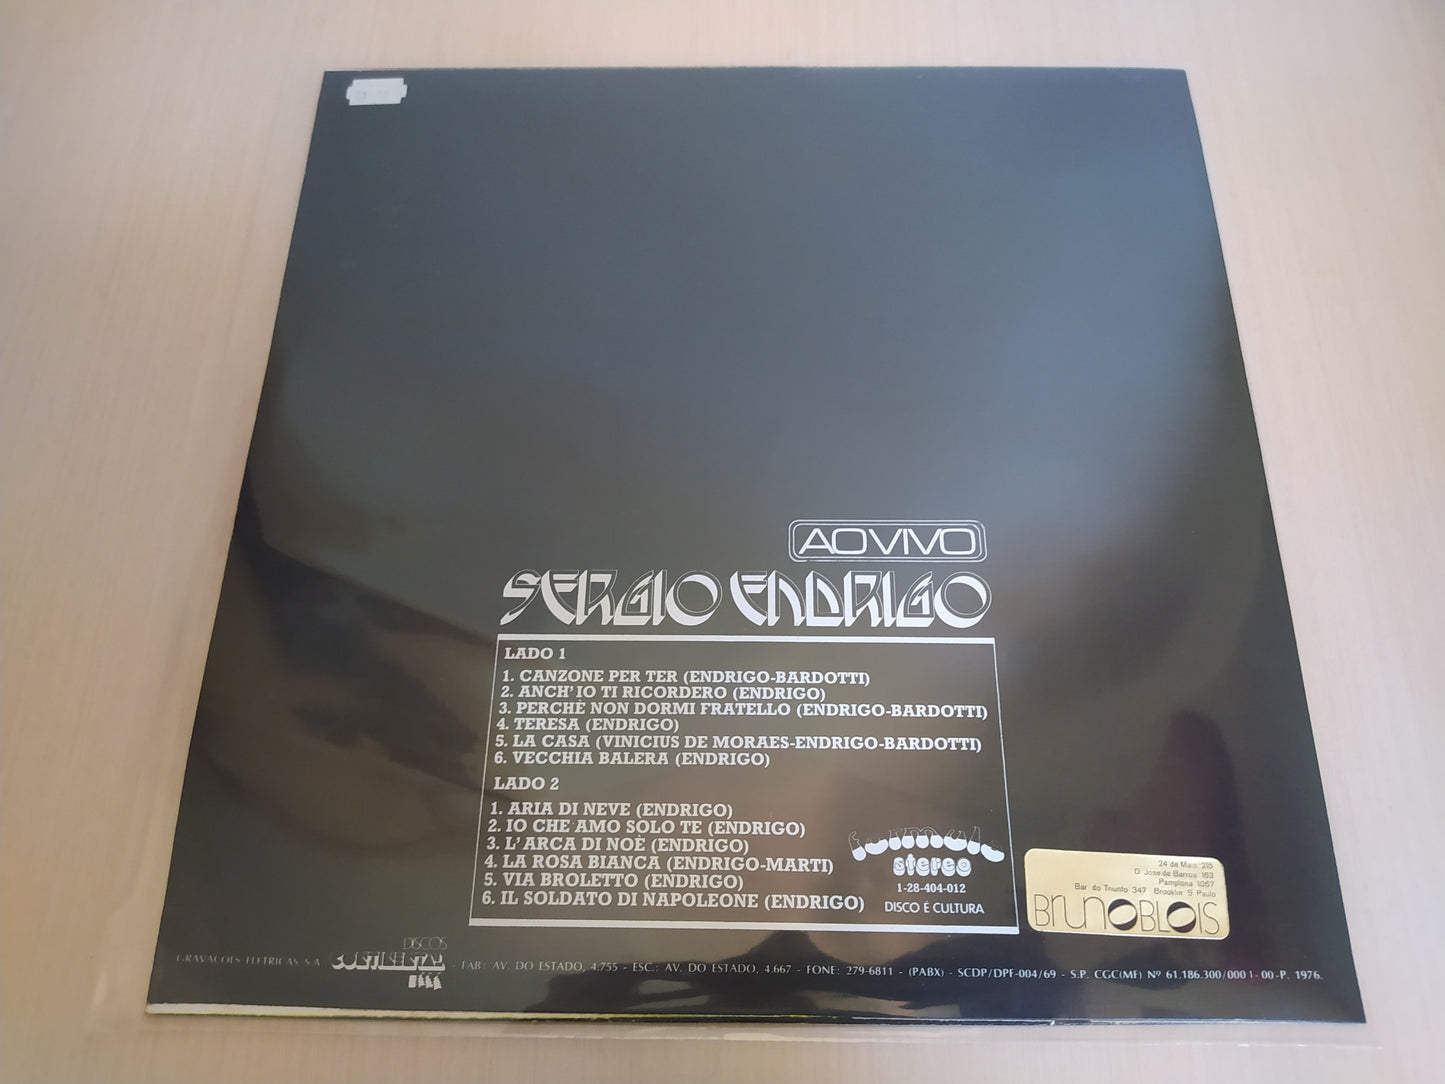 AO VIVO
SERGIO ENDRIGO
LADO 1
1. CANZONE PER TER (ENDRIGO-BARDOTTI)
2. ANCH'IO TI RICORDERO (ENDRIGO)
3. PERCHÈ NON DORMI FRATELLO (ENDRIGO-BARDOTTI)
4. TERESA (ENDRIGO)
5. LA CASA (VINICIUS DE MORAES-ENDRIGO-BARDOTTI)
6. VECCHIA BALERA (ENDRIGO)
LADO 2
1. ARIA DI NEVE (ENDRIGO)
2. IO CHE AMO SOLO TE (ENDRIGO)
3. L'ARCA DI NOÈ (ENDRIGO)
4. LA ROSA BIANCA (ENDRIGO-MARTI)
5. VIA BROLETTO (ENDRIGO)
6. IL SOLDATO DI NAPOLEONE (ENDRIGO)
formula
stereo
1-28-404-012
DISCO É CULTURA
24 de Maio 215
D Jose de Barros 163
Pamplona 1067
Bar do Triunfo 347 Brooklin S Paulo
BRUNO BLOIS
GRAVAÇÕES ELÉTRICAS S.A. DISCOS CONTINENTAL - FAB: AV. DO ESTADO, 4.755 - ESC.: AV. DO ESTADO, 4.667 - FONE: 279-6811 - (PABX) - SCDP/DPF-004/69 - S.P. CGC(MF) Nº 61.186.300/0001-00-P. 1976.